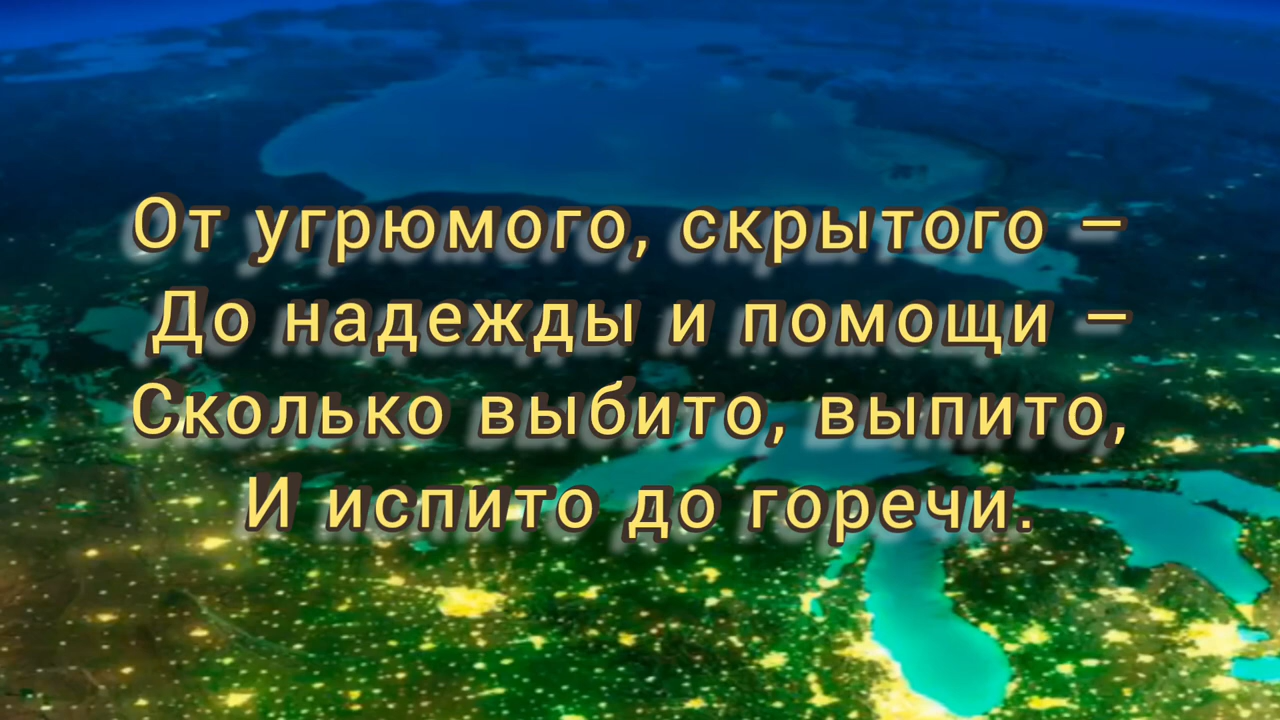 От угрюмого, скрытого –
До надежды и помощи –
Сколько выбито, выпито,
И испито до горечи.